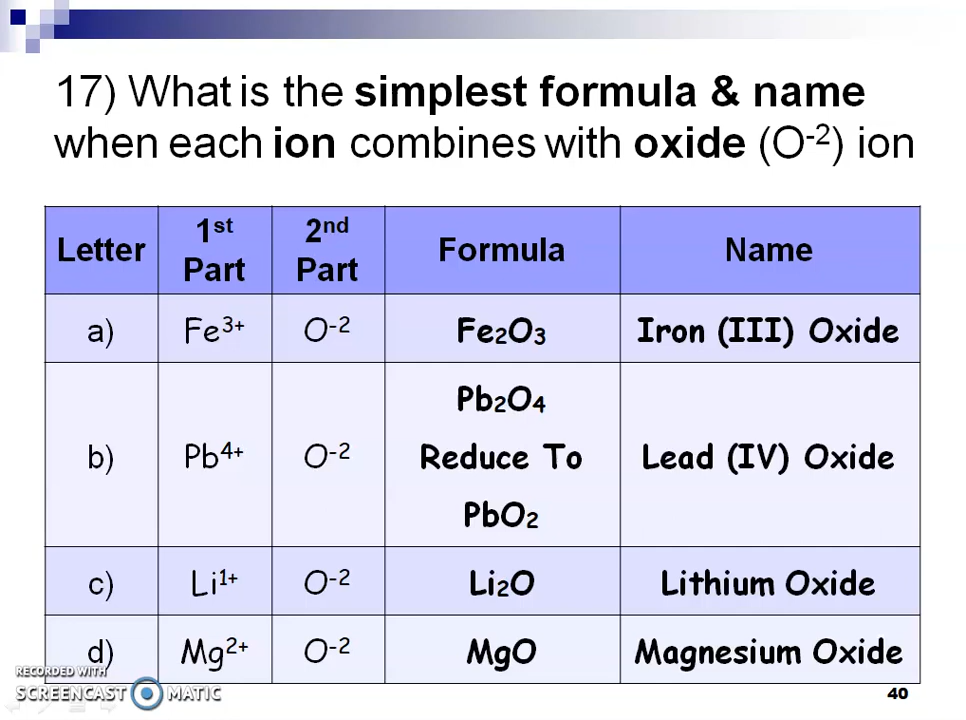 17) What is the simplest formula & name
when each ion combines with oxide (O⁻²) ion
Letter 1ˢᵗ Part 2ⁿᵈ Part Formula Name
a) Fe³⁺ O⁻² Fe₂O₃ Iron (III) Oxide
b) Pb⁴⁺ O⁻² Pb₂O₄ Reduce To PbO₂ Lead (IV) Oxide
c) Li¹⁺ O⁻² Li₂O Lithium Oxide
d) Mg²⁺ O⁻² MgO Magnesium Oxide
RECORDED WITH
SCREENCAST MATIC
40